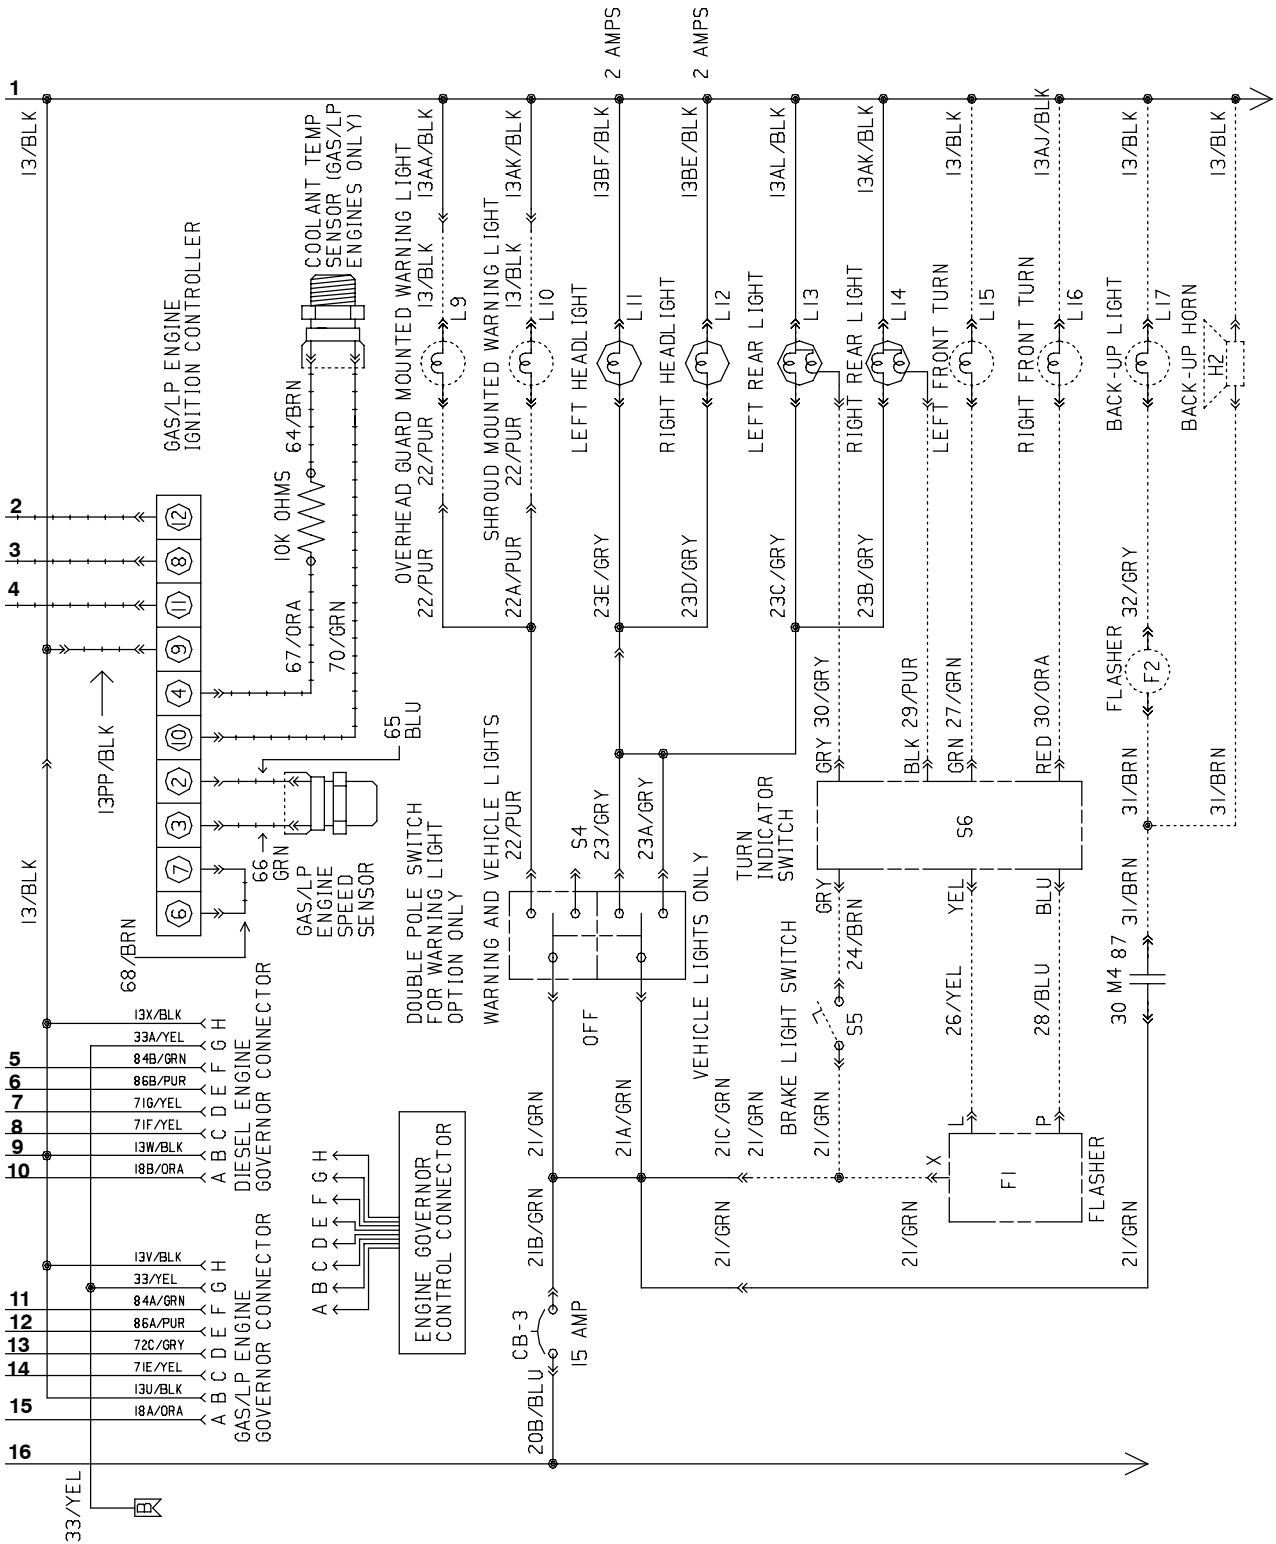 1
2
3
4
5
6
7
8
9
10
11
12
13
14
15
16
13/BLK
13/BLK
13PP/BLK
GAS/LP ENGINE
IGNITION CONTROLLER
12
8
11
9
4
10
2
3
7
6
68/BRN
COOLANT TEMP
SENSOR (GAS/LP
ENGINES ONLY)
64/BRN
10K OHMS
67/ORA
70/GRN
65
BLU
66
GRN
GAS/LP
ENGINE
SPEED
SENSOR
13X/BLK
33A/YEL
84B/GRN
86B/PUR
71G/YEL
71F/YEL
13W/BLK
18B/ORA
A B C D E F G H
DIESEL ENGINE
GOVERNOR CONNECTOR
13V/BLK
33/YEL
84A/GRN
86A/PUR
72C/GRY
71E/YEL
13U/BLK
18A/ORA
A B C D E F G H
GAS/LP ENGINE
GOVERNOR CONNECTOR
33/YEL
B
A B C D E F G H
ENGINE GOVERNOR
CONTROL CONNECTOR
OVERHEAD GUARD MOUNTED WARNING LIGHT
22/PUR
22/PUR
L9
13/BLK
13AA/BLK
SHROUD MOUNTED WARNING LIGHT
22A/PUR
22/PUR
L10
13/BLK
13AK/BLK
LEFT HEADLIGHT
23E/GRY
L11
13BF/BLK
2 AMPS
RIGHT HEADLIGHT
23D/GRY
L12
13BE/BLK
2 AMPS
LEFT REAR LIGHT
23C/GRY
L13
13AL/BLK
RIGHT REAR LIGHT
23B/GRY
L14
13AK/BLK
LEFT FRONT TURN
L15
13/BLK
RIGHT FRONT TURN
L16
13AJ/BLK
BACK-UP LIGHT
L17
13/BLK
BACK-UP HORN
H2
13/BLK
DOUBLE POLE SWITCH
FOR WARNING LIGHT
OPTION ONLY
WARNING AND VEHICLE LIGHTS
22/PUR
S4
23/GRY
23A/GRY
OFF
VEHICLE LIGHTS ONLY
TURN
INDICATOR
SWITCH
GRY 30/GRY
BLK 29/PUR
GRN 27/GRN
RED 30/ORA
S6
GRY
YEL
BLU
24/BRN
26/YEL
28/BLU
BRAKE LIGHT SWITCH
S5
21/GRN
21/GRN
21A/GRN
21C/GRN
21/GRN
21B/GRN
21/GRN
21/GRN
21/GRN
X
L
P
F1
FLASHER
FLASHER
F2
32/GRY
31/BRN
31/BRN
31/BRN
30 M4 87
CB-3
15 AMP
20B/BLU